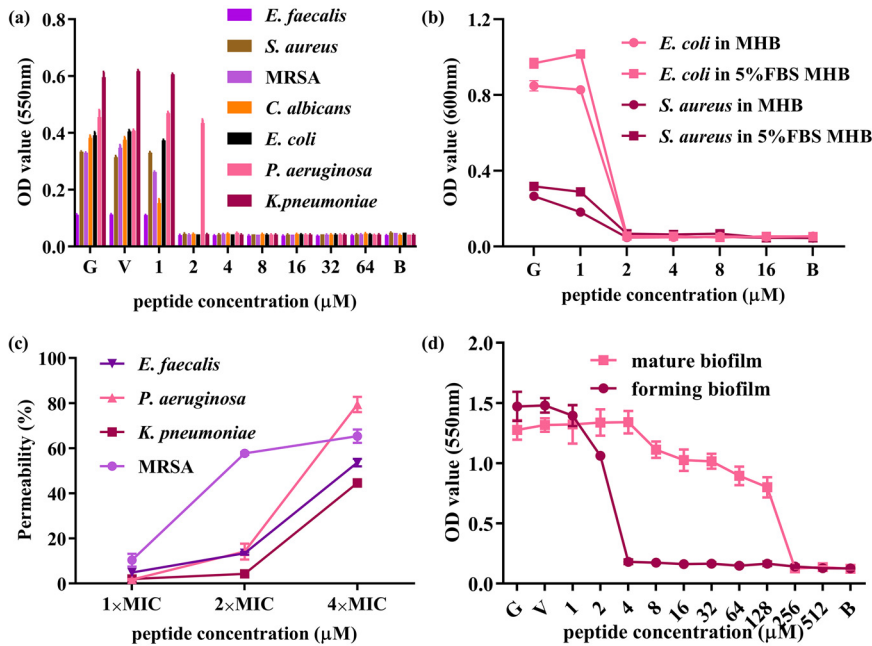 (a)
OD value (550nm)
0.8
0.6
0.4
0.2
0.0
G V 1 2 4 8 16 32 64 B
peptide concentration (μM)
E. faecalis
S. aureus
MRSA
C. albicans
E. coli
P. aeruginosa
K.pneumoniae
(b)
OD value (600nm)
1.2
0.8
0.4
0.0
G 1 2 4 8 16 B
peptide concentration (μM)
E. coli in MHB
E. coli in 5%FBS MHB
S. aureus in MHB
S. aureus in 5%FBS MHB
(c)
Permeability (%)
100
80
60
40
20
0
1×MIC 2×MIC 4×MIC
peptide concentration (μM)
E. faecalis
P. aeruginosa
K. pneumoniae
MRSA
(d)
OD value (550nm)
2.0
1.5
1.0
0.5
0.0
G V 1 2 4 8 16 32 64 128 256 512 B
peptide concentration (μM)
mature biofilm
forming biofilm